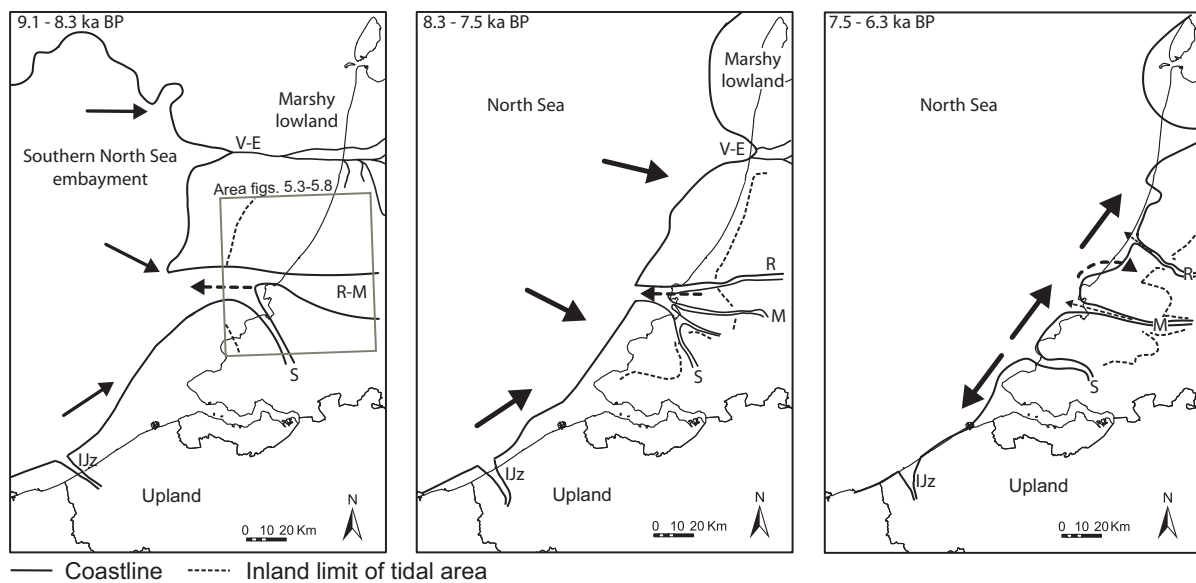 9.1 - 8.3 ka BP
Marshy
lowland
V-E
Southern North Sea
embayment
Area figs. 5.3-5.8
R-M
S
IJz
Upland
N
0 10 20 Km
8.3 - 7.5 ka BP
North Sea
Marshy
lowland
V-E
R
M
S
IJz
Upland
N
0 10 20 Km
7.5 - 6.3 ka BP
North Sea
R
M
S
IJz
Upland
N
0 10 20 Km
Coastline
Inland limit of tidal area